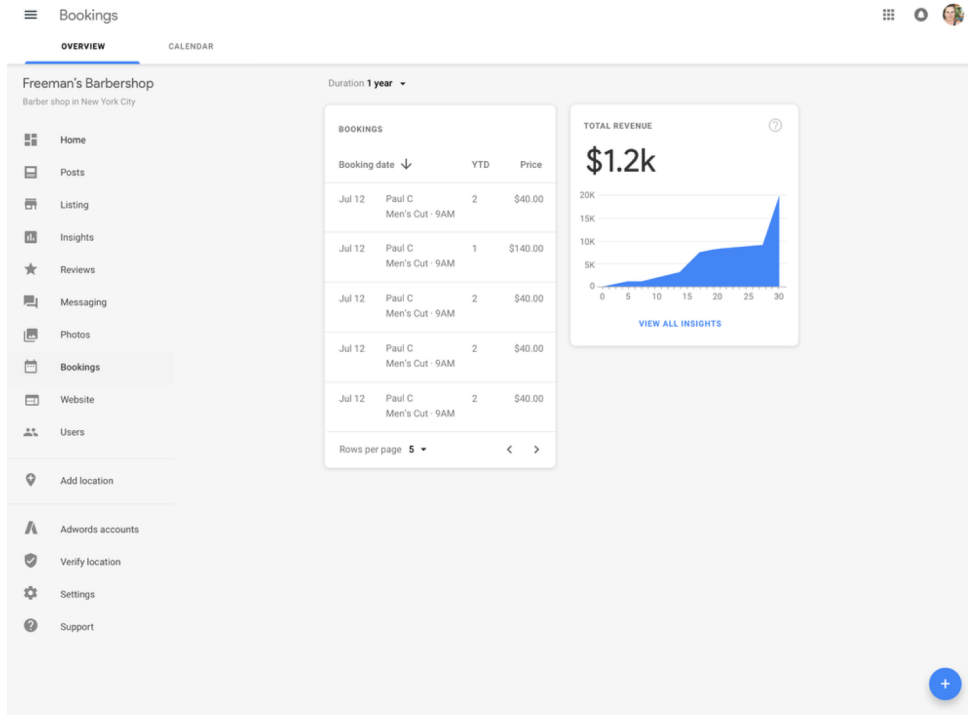 Bookings
OVERVIEW CALENDAR
Freeman's Barbershop
Barber shop in New York City
Home
Posts
Listing
Insights
Reviews
Messaging
Photos
Bookings
Website
Users
Add location
Adwords accounts
Verify location
Settings
Support
Duration 1 year
BOOKINGS
Booking date YTD Price
Jul 12 Paul C 2 $40.00
Men's Cut · 9AM
Jul 12 Paul C 1 $140.00
Men's Cut · 9AM
Jul 12 Paul C 2 $40.00
Men's Cut · 9AM
Jul 12 Paul C 2 $40.00
Men's Cut · 9AM
Jul 12 Paul C 2 $40.00
Men's Cut · 9AM
Rows per page 5
TOTAL REVENUE
$1.2k
20K
15K
10K
5K
0
0 5 10 15 20 25 30
VIEW ALL INSIGHTS